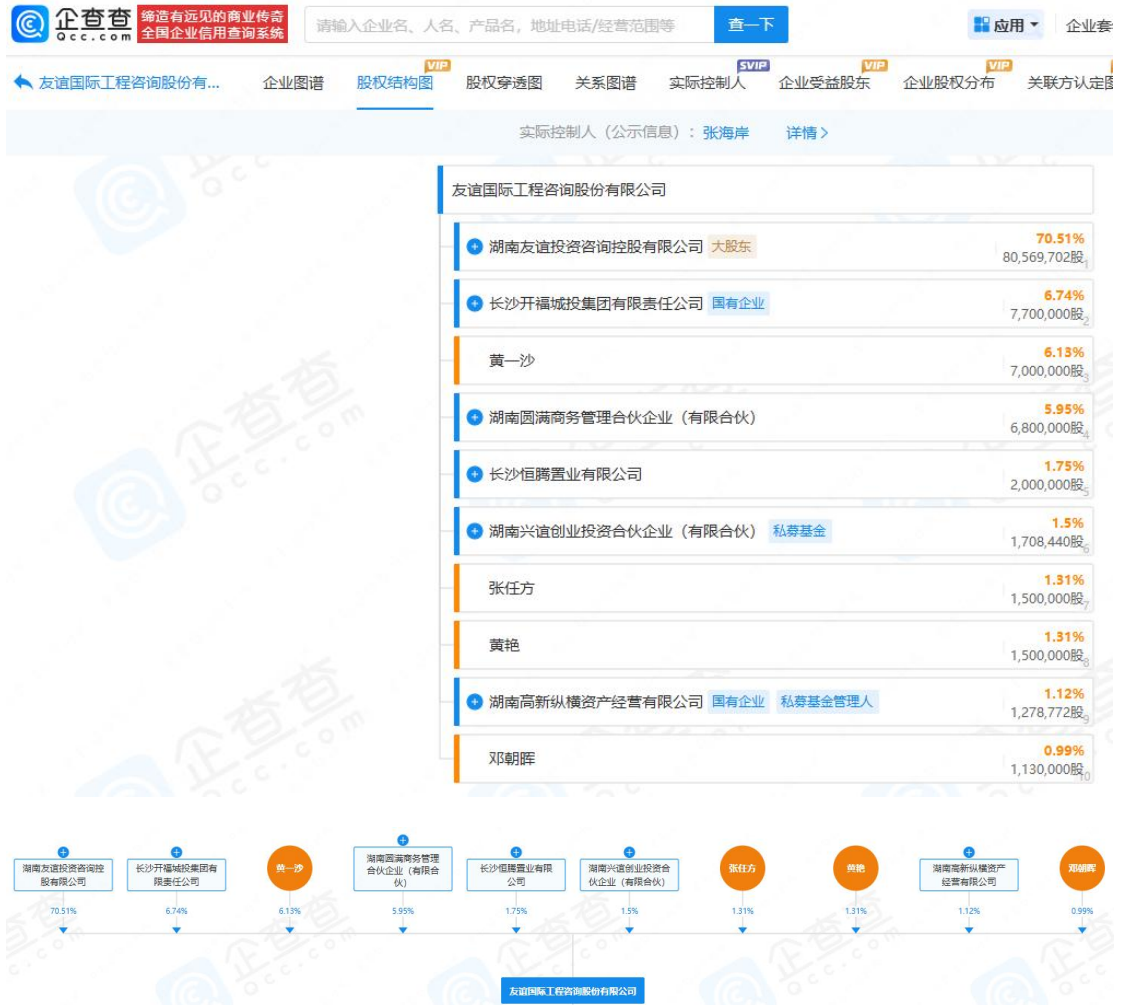 企查查
Qcc.com
缔造有远见的商业传奇
全国企业信用查询系统
请输入企业名、人名、产品名，地址电话/经营范围等
查一下
应用
企业套
友谊国际工程咨询股份有...
企业图谱
VIP
股权结构图
股权穿透图
关系图谱
SVIP
实际控制人
VIP
企业受益股东
VIP
企业股权分布
关联方认定
实际控制人（公示信息）：张海岸 详情>
友谊国际工程咨询股份有限公司
湖南友谊投资咨询控股有限公司 大股东
70.51%
80,569,702股
1
长沙开福城投集团有限责任公司 国有企业
6.74%
7,700,000股
2
黄一沙
6.13%
7,000,000股
3
湖南圆满商务管理合伙企业（有限合伙）
5.95%
6,800,000股
4
长沙恒腾置业有限公司
1.75%
2,000,000股
5
湖南兴谊创业投资合伙企业（有限合伙） 私募基金
1.5%
1,708,440股
6
张任方
1.31%
1,500,000股
7
黄艳
1.31%
1,500,000股
8
湖南高新纵横资产经营有限公司 国有企业 私募基金管理人
1.12%
1,278,772股
9
邓朝晖
0.99%
1,130,000股
10
湖南友谊投资咨询控
股有限公司
70.51%
长沙开福城投集团有
限责任公司
6.74%
黄一沙
6.13%
湖南圆满商务管理
合伙企业（有限合
伙）
5.95%
长沙恒腾置业有限
公司
1.75%
湖南兴谊创业投资合
伙企业（有限合伙）
1.5%
张任方
1.31%
黄艳
1.31%
湖南高新纵横资产
经营有限公司
1.12%
邓朝晖
0.99%
友谊国际工程咨询股份有限公司